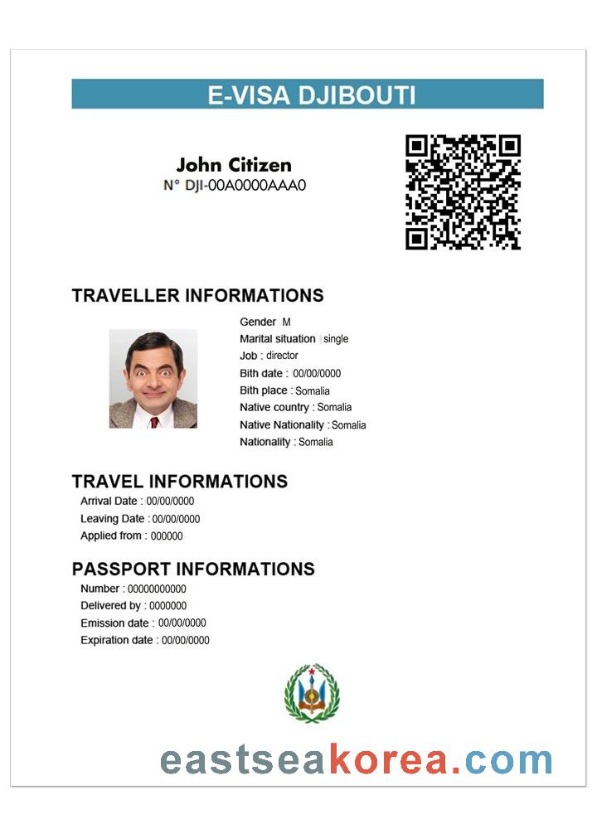 E-VISA DJIBOUTI
John Citizen
N° DJI-00A0000AAA0
TRAVELLER INFORMATIONS
Gender M
Marital situation : single
Job : director
Bith date : 00/00/0000
Bith place : Somalia
Native country : Somalia
Native Nationality : Somalia
Nationality : Somalia
TRAVEL INFORMATIONS
Arrival Date : 00/00/0000
Leaving Date : 00/00/0000
Applied from : 000000
PASSPORT INFORMATIONS
Number : 00000000000
Delivered by : 0000000
Emission date : 00/00/0000
Expiration date : 00/00/0000
eastseakorea.com